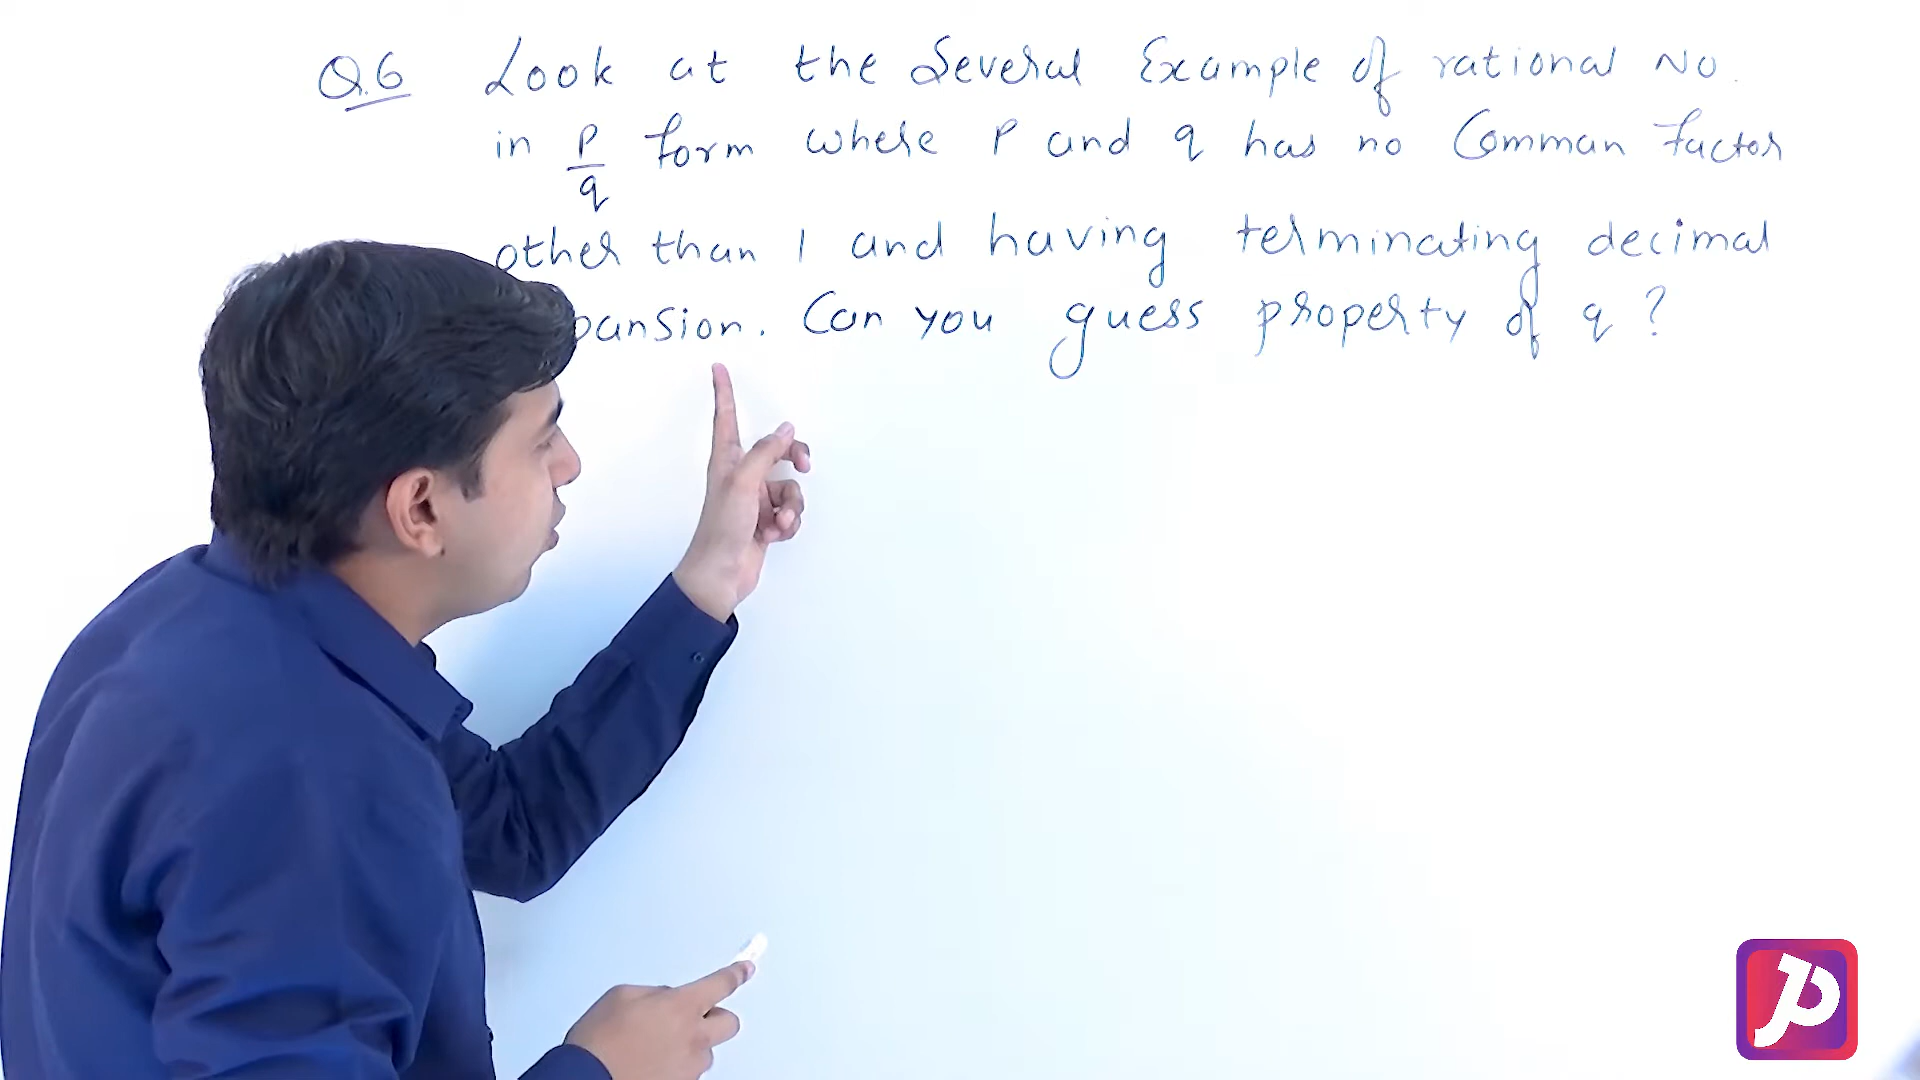 Q.6 Look at the Several Example of rational No.
in p/q form where P and q has no Comman factor
other than 1 and having terminating decimal
pansion. Can you guess property of q ?